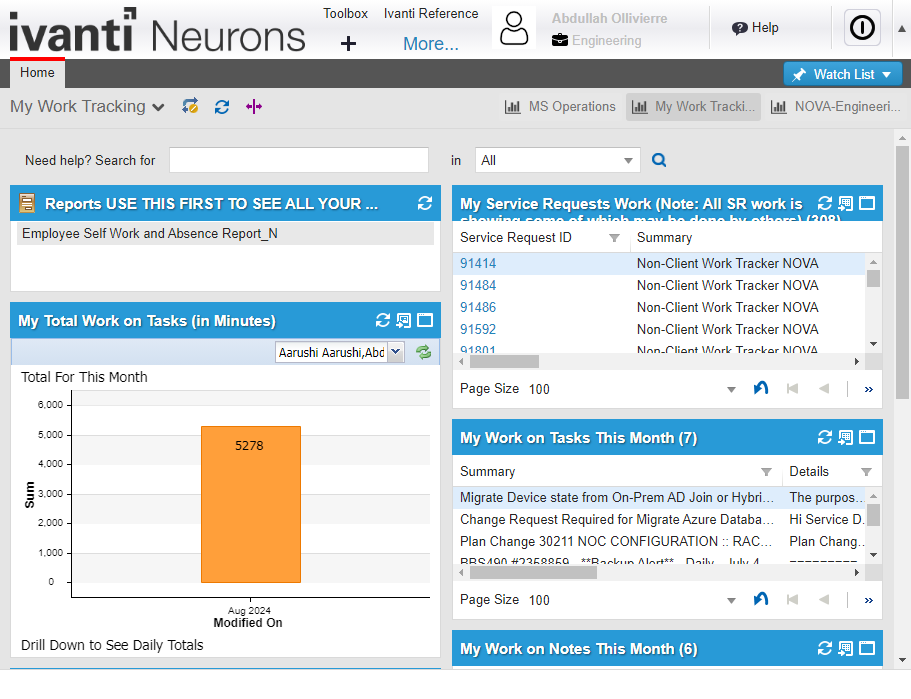 ivanti Neurons
Toolbox
Ivanti Reference
More...
Abdullah Ollivierre
Engineering
Help
Home
Watch List
My Work Tracking
MS Operations
My Work Tracki...
NOVA-Engineeri...
Need help? Search for
in
All
Reports USE THIS FIRST TO SEE ALL YOUR ...
Employee Self Work and Absence Report_N
My Total Work on Tasks (in Minutes)
Aarushi Aarushi,Abd
Total For This Month
6,000
5,000
4,000
3,000
2,000
1,000
0
Sum
5278
Aug 2024
Modified On
Drill Down to See Daily Totals
My Service Requests Work (Note: All SR work is
showing some of which may be done by others) (308)
Service Request ID
Summary
91414
Non-Client Work Tracker NOVA
91484
Non-Client Work Tracker NOVA
91486
Non-Client Work Tracker NOVA
91592
Non-Client Work Tracker NOVA
91801
Non-Client Work Tracker NOVA
Page Size
100
»
My Work on Tasks This Month (7)
Summary
Details
Migrate Device state from On-Prem AD Join or Hybri...
The purpos...
Change Request Required for Migrate Azure Databa...
Hi Service D...
Plan Change 30211 NOC CONFIGURATION :: RAC...
Plan Chang...
BBS490 #2358859 - **Backup Alert** - Daily - July 4
=========
Page Size
100
»
My Work on Notes This Month (6)